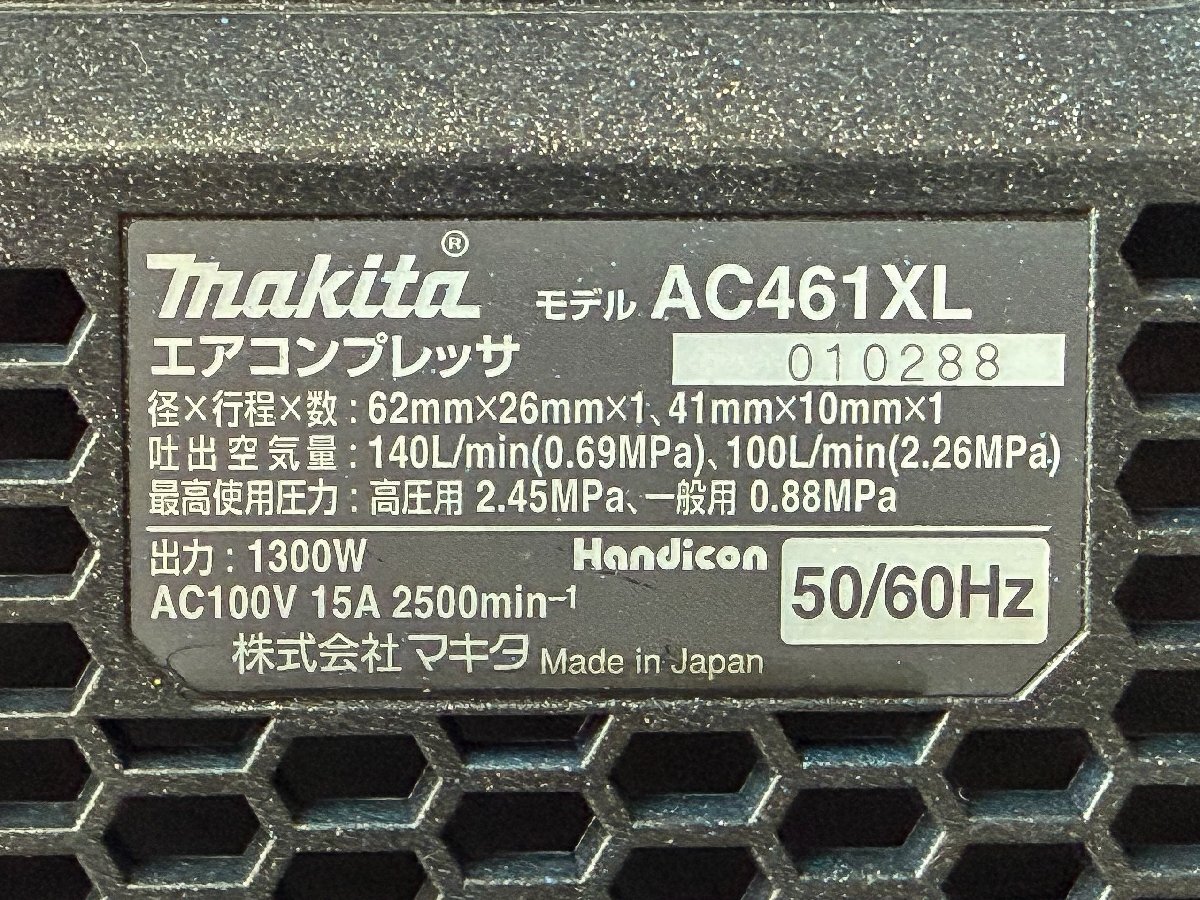 makita®
モデル AC461XL
エアコンプレッサ
010288
径×行程×数 : 62mm×26mm×1、41mm×10mm×1
吐出空気量 : 140L/min(0.69MPa)、100L/min(2.26MPa)
最高使用圧力 : 高圧用 2.45MPa、一般用 0.88MPa
出力 : 1300W
Handicon
50/60Hz
AC100V 15A 2500min⁻¹
株式会社 マキタ Made in Japan